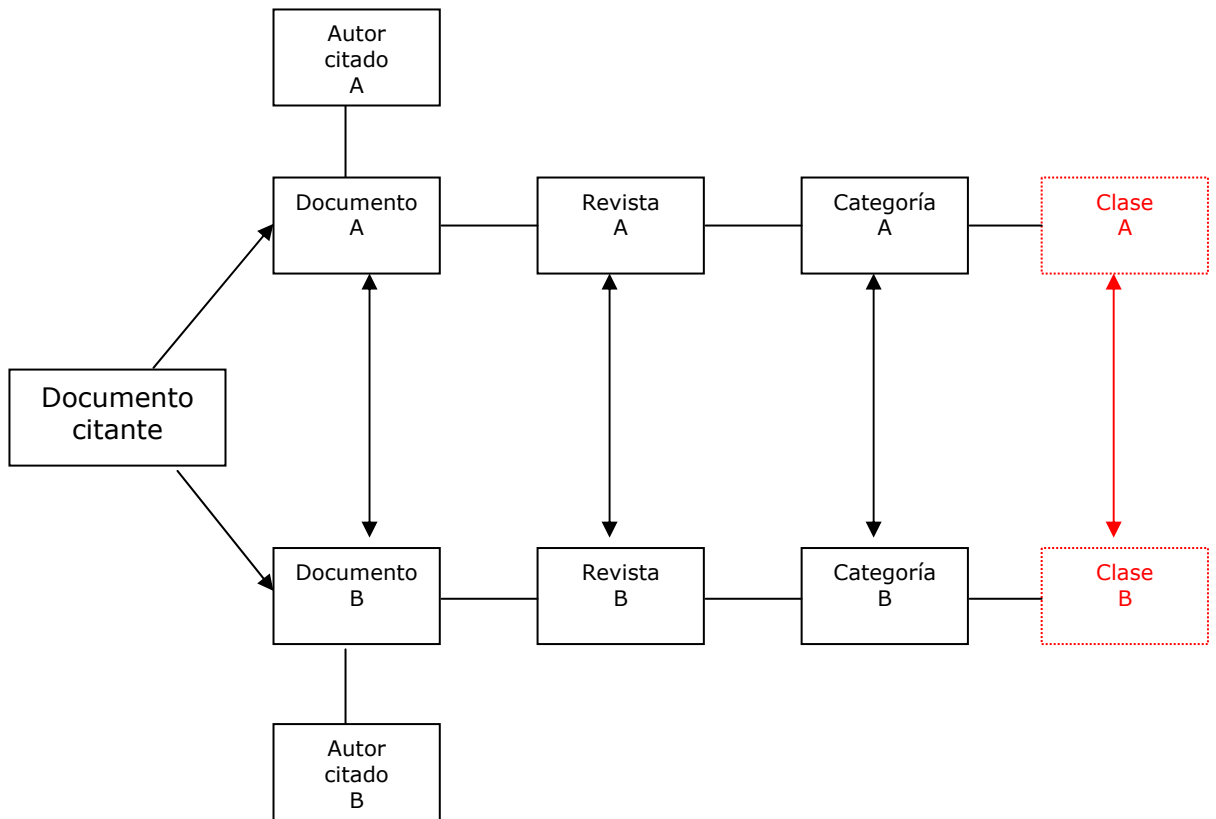 Autor
citado
A
Documento
A
Revista
A
Categoría
A
Clase
A
Documento
citante
Documento
B
Revista
B
Categoría
B
Clase
B
Autor
citado
B